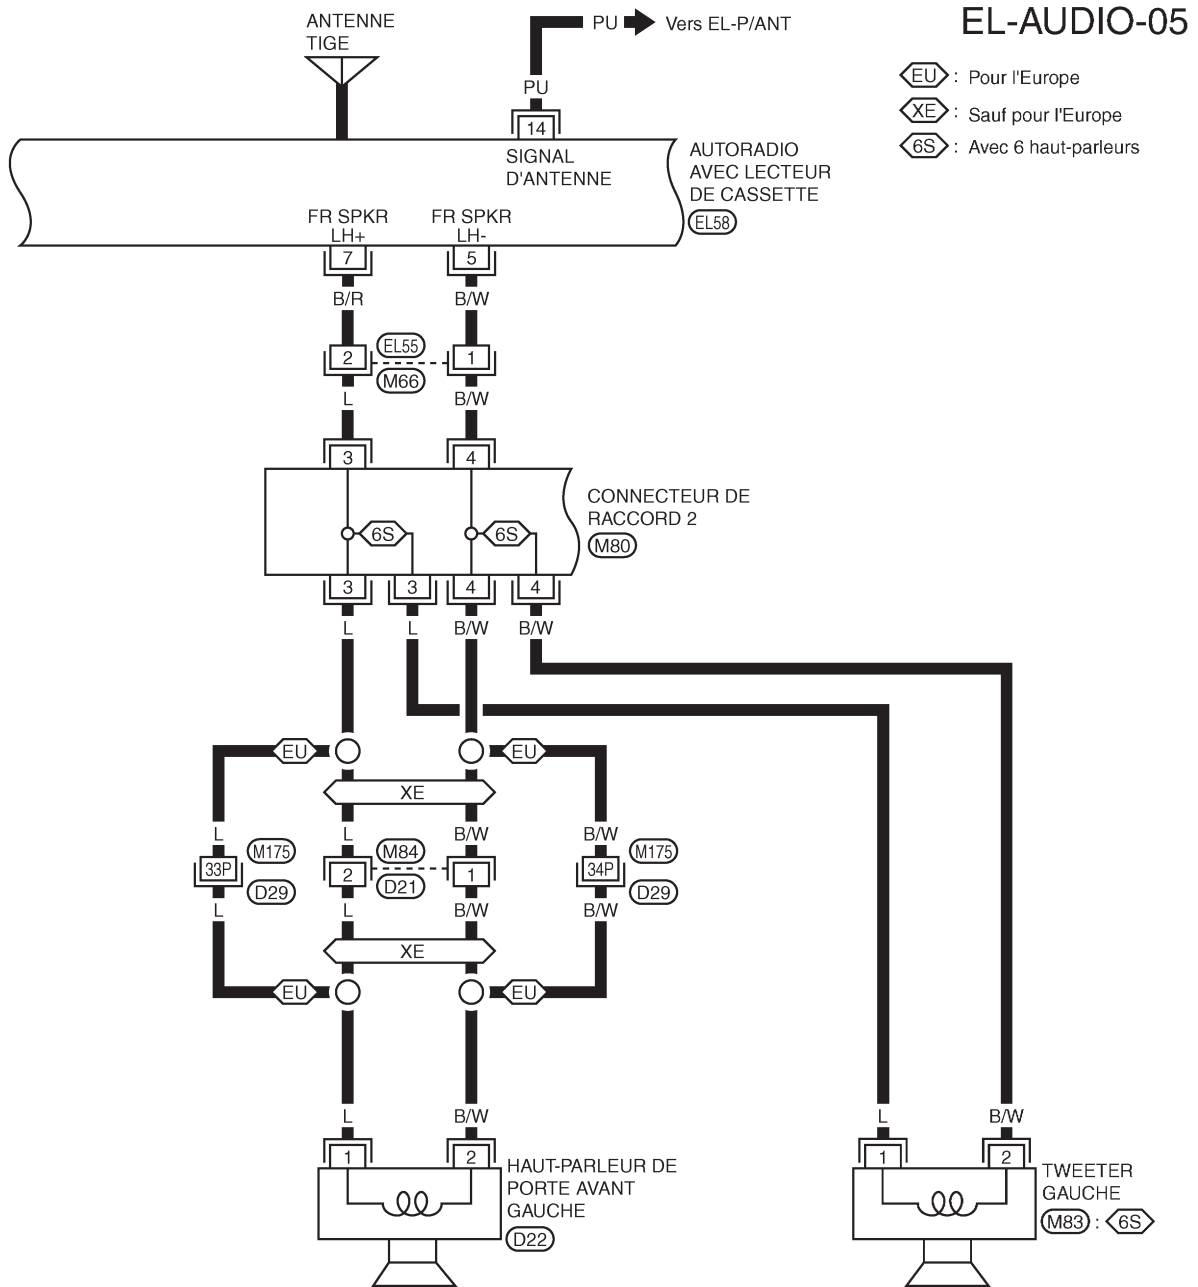 EL-AUDIO-05
ANTENNE
TIGE
PU
Vers EL-P/ANT
PU
14
EU : Pour l'Europe
XE : Sauf pour l'Europe
6S : Avec 6 haut-parleurs
SIGNAL
D'ANTENNE
AUTORADIO
AVEC LECTEUR
DE CASSETTE
EL58
FR SPKR
LH+
FR SPKR
LH-
7
5
B/R
B/W
2
EL55
M66
1
L
B/W
3
4
6S
6S
CONNECTEUR DE
RACCORD 2
M80
3
3
4
4
L
L
B/W
B/W
EU
EU
XE
L
L
B/W
B/W
33P
M175
D29
2
M84
D21
1
34P
M175
D29
L
L
B/W
B/W
XE
EU
EU
L
B/W
L
B/W
1
2
1
2
HAUT-PARLEUR DE
PORTE AVANT
GAUCHE
D22
TWEETER
GAUCHE
M83 : 6S